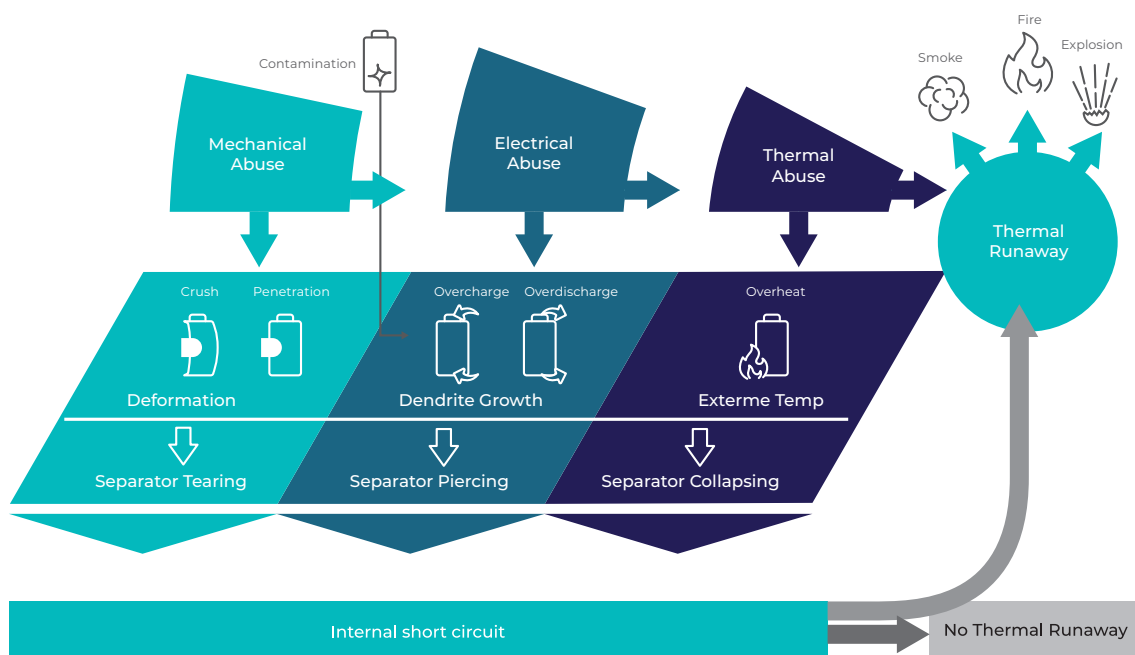 Fire
Explosion
Smoke
Contamination
Mechanical
Abuse
Electrical
Abuse
Thermal
Abuse
Thermal
Runaway
Crush
Penetration
Overcharge
Overdischarge
Overheat
Deformation
Dendrite Growth
Exterme Temp
Separator Tearing
Separator Piercing
Separator Collapsing
Internal short circuit
No Thermal Runaway